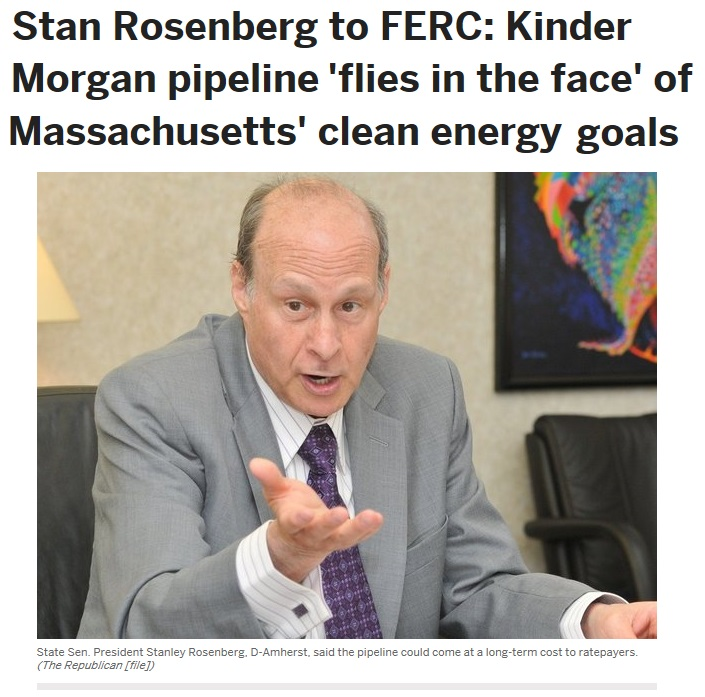 Stan Rosenberg to FERC: Kinder
Morgan pipeline 'flies in the face' of
Massachusetts' clean energy goals
State Sen. President Stanley Rosenberg, D-Amherst, said the pipeline could come at a long-term cost to ratepayers.
(The Republican [file])